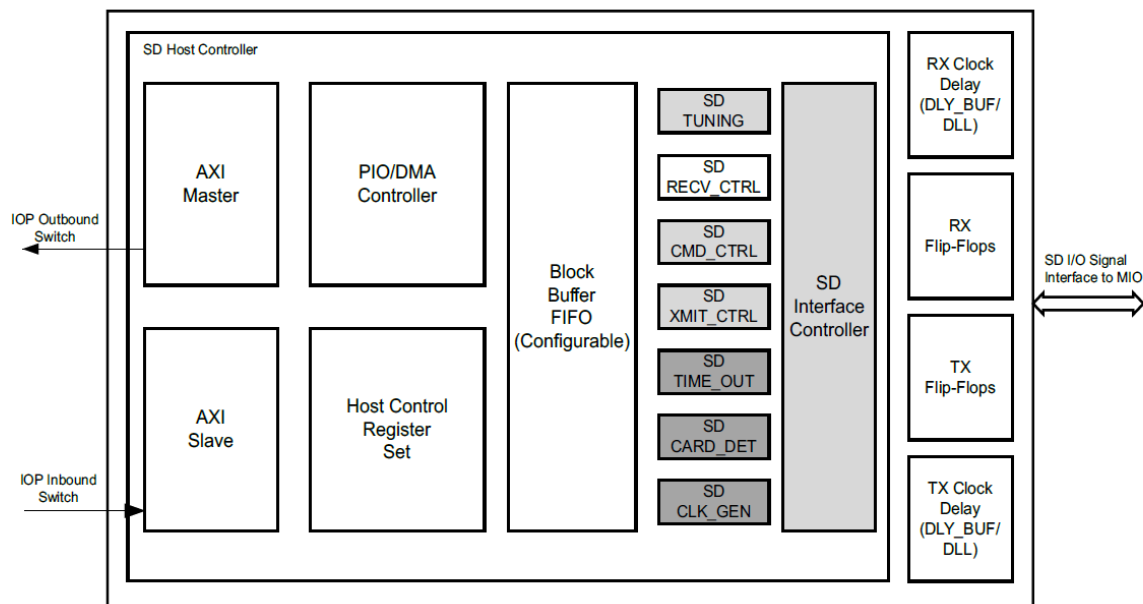 SD Host Controller
AXI
Master
PIO/DMA
Controller
Block
Buffer
FIFO
(Configurable)
SD
TUNING
SD
RECV_CTRL
SD
CMD_CTRL
SD
XMIT_CTRL
SD
TIME_OUT
SD
CARD_DET
SD
CLK_GEN
SD
Interface
Controller
RX Clock
Delay
(DLY_BUF/
DLL)
RX
Flip-Flops
TX
Flip-Flops
TX Clock
Delay
(DLY_BUF/
DLL)
IOP Outbound
Switch
SD I/O Signal
Interface to MIO
AXI
Slave
Host Control
Register
Set
IOP Inbound
Switch